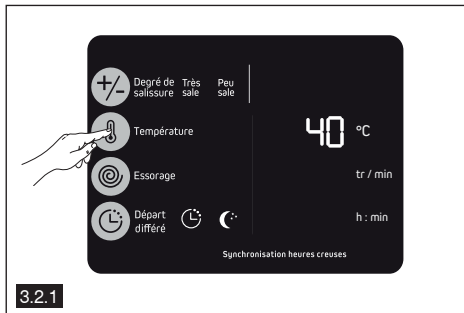 +/- Degré de salissure Très sale Peu sale
Température 40 °C
Essorage tr / min
Départ différé h : min
Synchronisation heures creuses
3.2.1